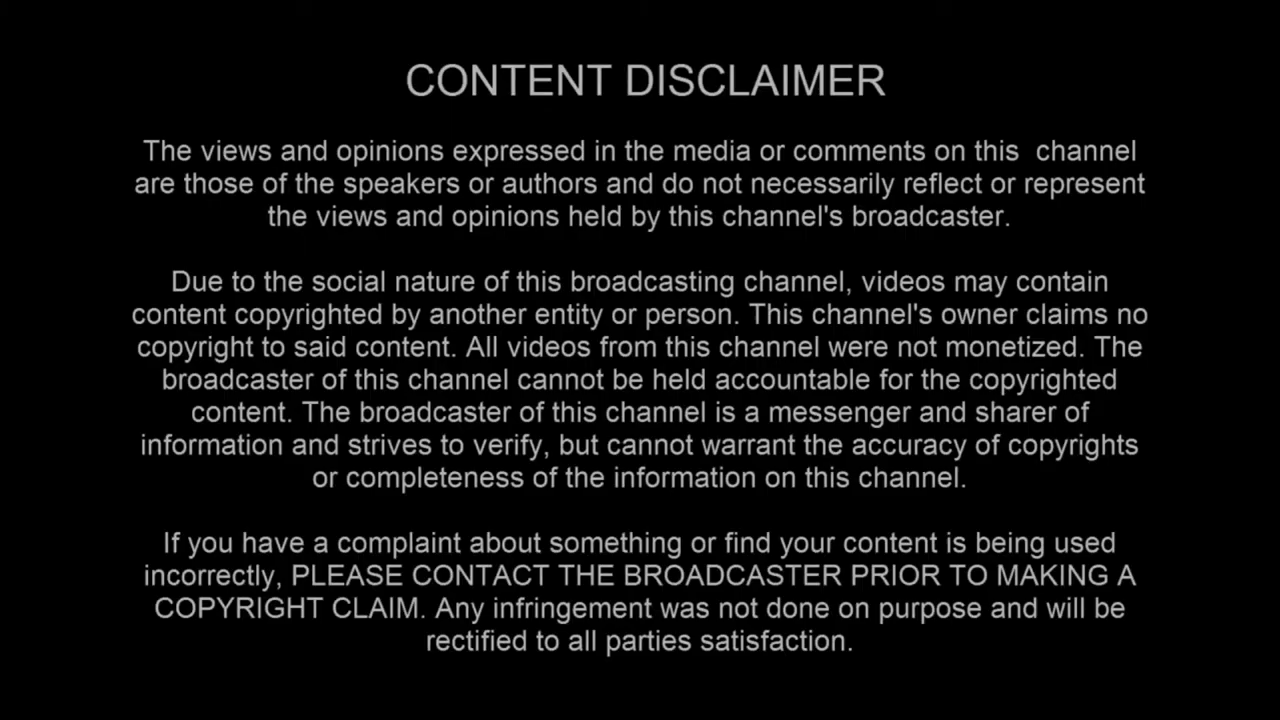 CONTENT DISCLAIMER
The views and opinions expressed in the media or comments on this  channel
are those of the speakers or authors and do not necessarily reflect or represent
the views and opinions held by this channel's broadcaster.
Due to the social nature of this broadcasting channel, videos may contain
content copyrighted by another entity or person. This channel's owner claims no
copyright to said content. All videos from this channel were not monetized. The
broadcaster of this channel cannot be held accountable for the copyrighted
content. The broadcaster of this channel is a messenger and sharer of
information and strives to verify, but cannot warrant the accuracy of copyrights
or completeness of the information on this channel.
If you have a complaint about something or find your content is being used
incorrectly, PLEASE CONTACT THE BROADCASTER PRIOR TO MAKING A
COPYRIGHT CLAIM. Any infringement was not done on purpose and will be
rectified to all parties satisfaction.